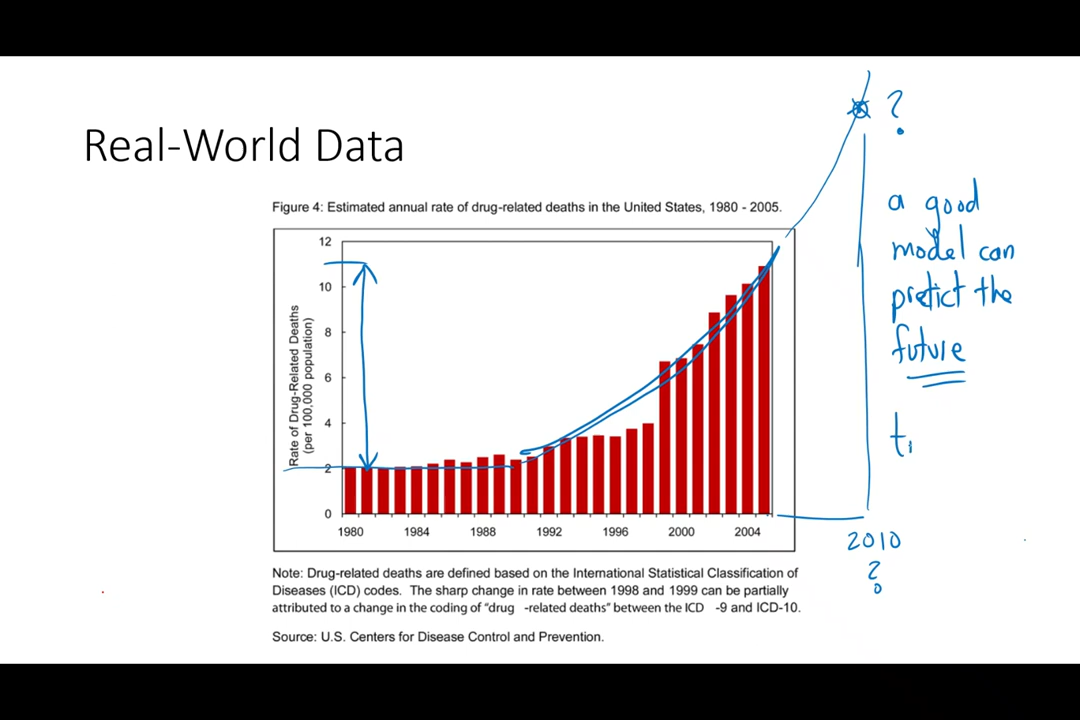 Real-World Data
?
a good
model can
predict the
future
Figure 4: Estimated annual rate of drug-related deaths in the United States, 1980 - 2005.
Rate of Drug-Related Deaths
(per 100,000 population)
12
10
8
6
4
2
0
1980 1984 1988 1992 1996 2000 2004
2010
?
Note: Drug-related deaths are defined based on the International Statistical Classification of
Diseases (ICD) codes. The sharp change in rate between 1998 and 1999 can be partially
attributed to a change in the coding of “drug -related deaths” between the ICD -9 and ICD-10.
Source: U.S. Centers for Disease Control and Prevention.